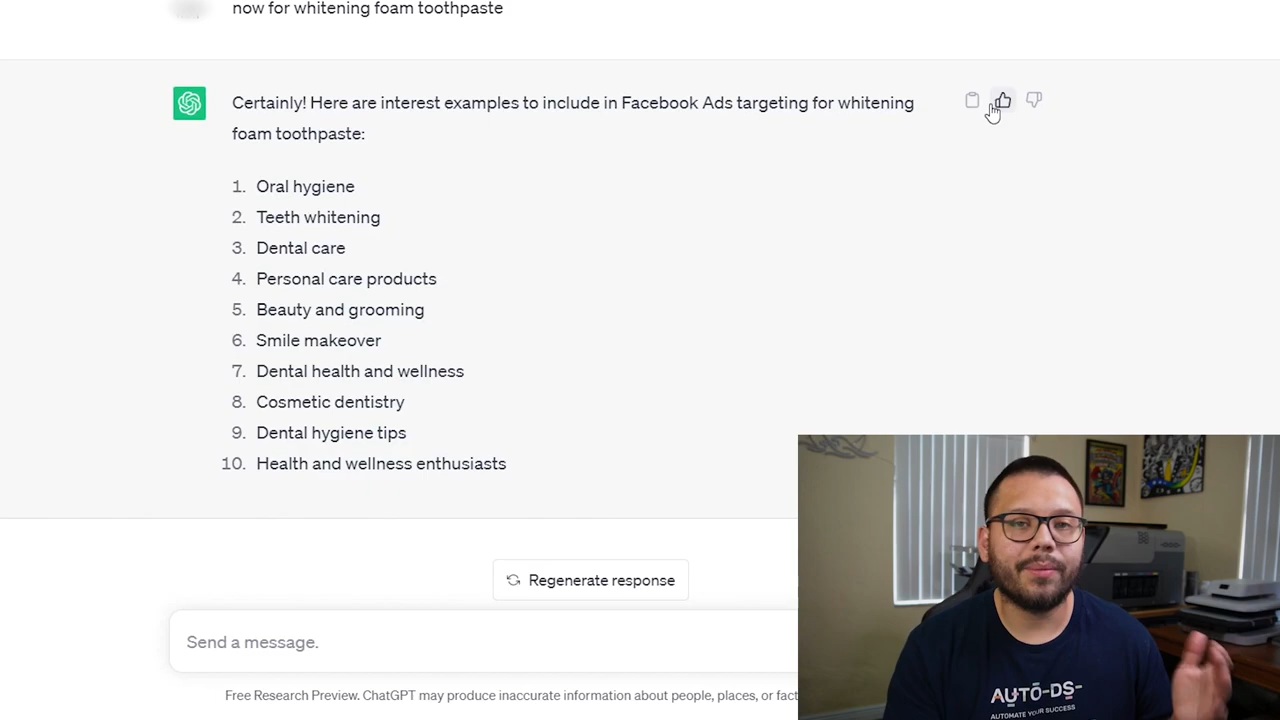 now for whitening foam toothpaste
Certainly! Here are interest examples to include in Facebook Ads targeting for whitening
foam toothpaste:
1. Oral hygiene
2. Teeth whitening
3. Dental care
4. Personal care products
5. Beauty and grooming
6. Smile makeover
7. Dental health and wellness
8. Cosmetic dentistry
9. Dental hygiene tips
10. Health and wellness enthusiasts
Regenerate response
Send a message.
Free Research Preview. ChatGPT may produce inaccurate information about people, places, or fact
AUTO-DS-
AUTOMATE YOUR SUCCESS